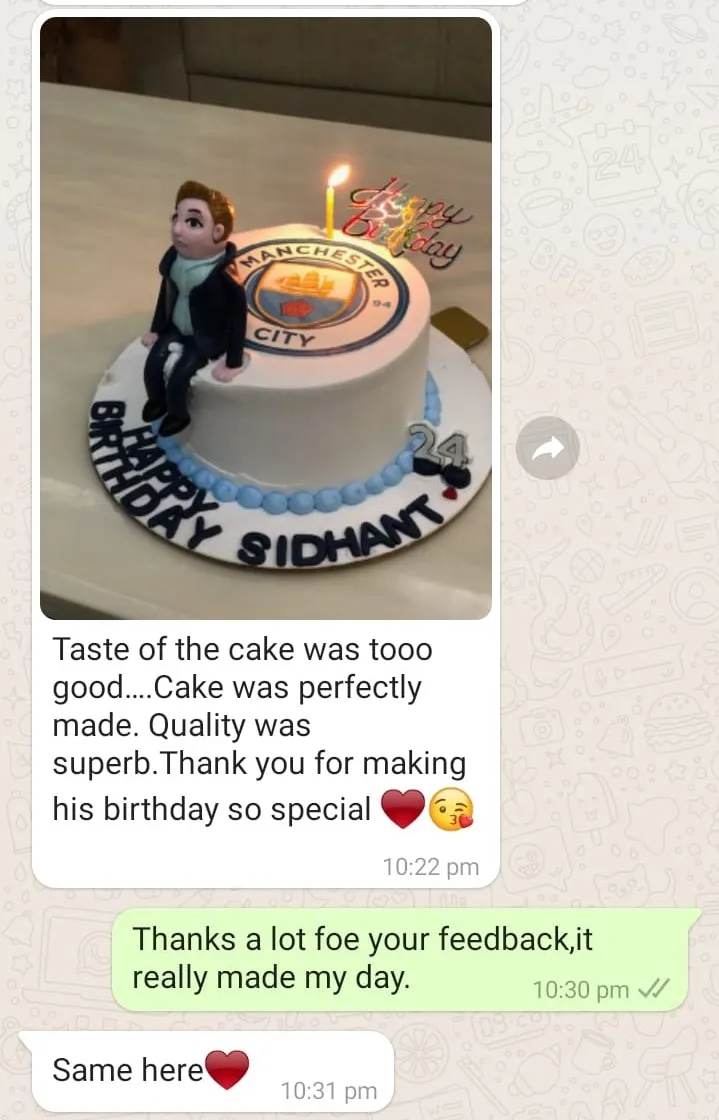 Happy
Birthday
MANCHESTER
94
CITY
24
HAPPY
BIRTHDAY SIDHANT
Taste of the cake was tooo
good....Cake was perfectly
made. Quality was
superb.Thank you for making
his birthday so special ❤️😘
10:22 pm
Thanks a lot foe your feedback,it
really made my day.
10:30 pm
Same here❤️
10:31 pm